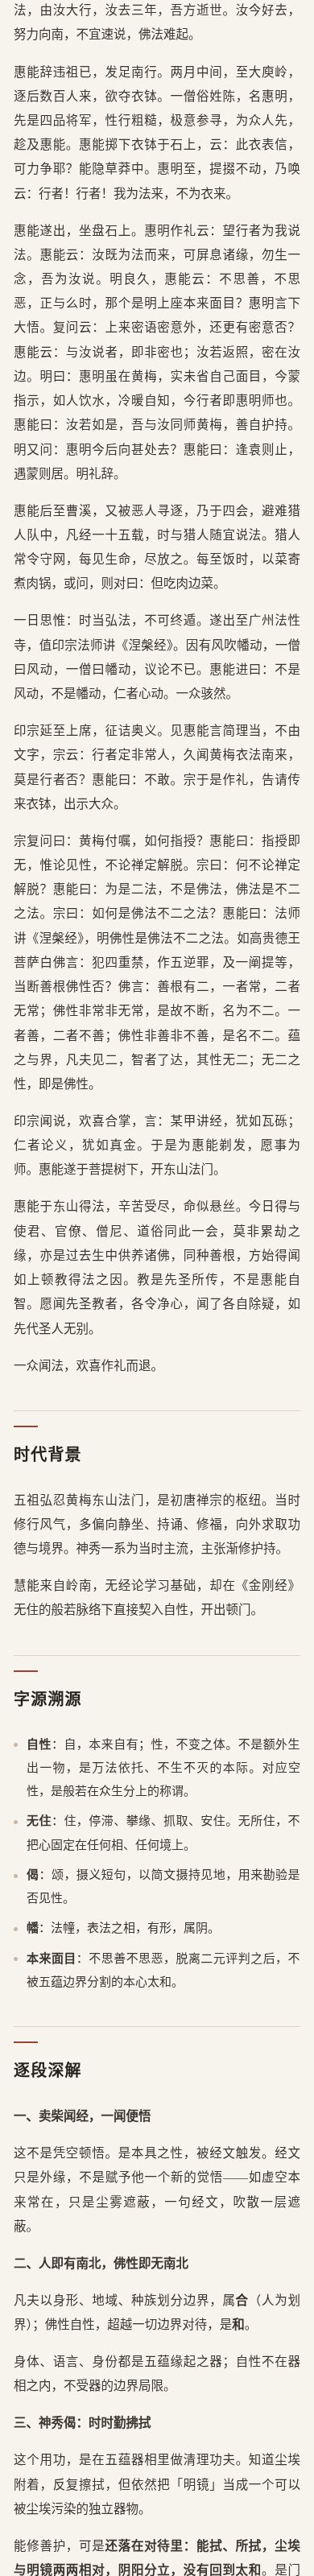 法，由汝大行，汝去三年，吾方逝世。汝今好去，
努力向南，不宜速说，佛法难起。
惠能辞违祖已，发足南行。两月中间，至大庾岭，
逐后数百人来，欲夺衣钵。一僧俗姓陈，名惠明，
先是四品将军，性行粗糙，极意参寻，为众人先，
趁及惠能。惠能掷下衣钵于石上，云：此衣表信，
可力争耶？能隐草莽中。惠明至，提掇不动，乃唤
云：行者！行者！我为法来，不为衣来。
惠能遂出，坐盘石上。惠明作礼云：望行者为我说
法。惠能云：汝既为法而来，可屏息诸缘，勿生一
念，吾为汝说。明良久，惠能云：不思善，不思
恶，正与么时，那个是明上座本来面目？惠明言下
大悟。复问云：上来密语密意外，还更有密意否？
惠能云：与汝说者，即非密也；汝若返照，密在汝
边。明曰：惠明虽在黄梅，实未省自己面目，今蒙
指示，如人饮水，冷暖自知，今行者即惠明师也。
惠能曰：汝若如是，吾与汝同师黄梅，善自护持。
明又问：惠明今后向甚处去？惠能曰：逢袁则止，
遇蒙则居。明礼辞。
惠能后至曹溪，又被恶人寻逐，乃于四会，避难猎
人队中，凡经一十五载，时与猎人随宜说法。猎人
常令守网，每见生命，尽放之。每至饭时，以菜寄
煮肉锅，或问，则对曰：但吃肉边菜。
一日思惟：时当弘法，不可终遁。遂出至广州法性
寺，值印宗法师讲《涅槃经》。因有风吹幡动，一僧
曰风动，一僧曰幡动，议论不已。惠能进曰：不是
风动，不是幡动，仁者心动。一众骇然。
印宗延至上席，征诘奥义。见惠能言简理当，不由
文字，宗云：行者定非常人，久闻黄梅衣法南来，
莫是行者否？惠能曰：不敢。宗于是作礼，告请传
来衣钵，出示大众。
宗复问曰：黄梅付嘱，如何指授？惠能曰：指授即
无，惟论见性，不论禅定解脱。宗曰：何不论禅定
解脱？惠能曰：为是二法，不是佛法，佛法是不二
之法。宗曰：如何是佛法不二之法？惠能曰：法师
讲《涅槃经》，明佛性是佛法不二之法。如高贵德王
菩萨白佛言：犯四重禁，作五逆罪，及一阐提等，
当断善根佛性否？佛言：善根有二，一者常，二者
无常；佛性非常非无常，是故不断，名为不二。一
者善，二者不善；佛性非善非不善，是名不二。蕴
之与界，凡夫见二，智者了达，其性无二；无二之
性，即是佛性。
印宗闻说，欢喜合掌，言：某甲讲经，犹如瓦砾；
仁者论义，犹如真金。于是为惠能剃发，愿事为
师。惠能遂于菩提树下，开东山法门。
惠能于东山得法，辛苦受尽，命似悬丝。今日得与
使君、官僚、僧尼、道俗同此一会，莫非累劫之
缘，亦是过去生中供养诸佛，同种善根，方始得闻
如上顿教得法之因。教是先圣所传，不是惠能自
智。愿闻先圣教者，各令净心，闻了各自除疑，如
先代圣人无别。
一众闻法，欢喜作礼而退。
时代背景
五祖弘忍黄梅东山法门，是初唐禅宗的枢纽。当时
修行风气，多偏向静坐、持诵、修福，向外求取功
德与境界。神秀一系为当时主流，主张渐修护持。
慧能来自岭南，无经论学习基础，却在《金刚经》
无住的般若脉络下直接契入自性，开出顿门。
字源溯源
自性：自，本来自有；性，不变之体。不是额外生
出一物，是万法依托、不生不灭的本际。对应空
性，是般若在众生分上的称谓。
无住：住，停滞、攀缘、抓取、安住。无所住，不
把心固定在任何相、任何境上。
偈：颂，摄义短句，以简文摄持见地，用来勘验是
否见性。
幡：法幢，表法之相，有形，属阴。
本来面目：不思善不思恶，脱离二元评判之后，不
被五蕴边界分割的本心太和。
逐段深解
一、卖柴闻经，一闻便悟
这不是凭空顿悟。是本具之性，被经文触发。经文
只是外缘，不是赋予他一个新的觉悟——如虚空本
来常在，只是尘雾遮蔽，一句经文，吹散一层遮
蔽。
二、人即有南北，佛性即无南北
凡夫以身形、地域、种族划分边界，属合（人为划
界）；佛性自性，超越一切边界对待，是和。
身体、语言、身份都是五蕴缘起之器；自性不在器
相之内，不受器的边界局限。
三、神秀偈：时时勤拂拭
这个用功，是在五蕴器相里做清理功夫。知道尘埃
附着，反复擦拭，但依然把「明镜」当成一个可以
被尘埃污染的独立器物。
能修善护，可是还落在对待里：能拭、所拭，尘埃
与明镜两两相对，阴阳分立，没有回到太和。是门